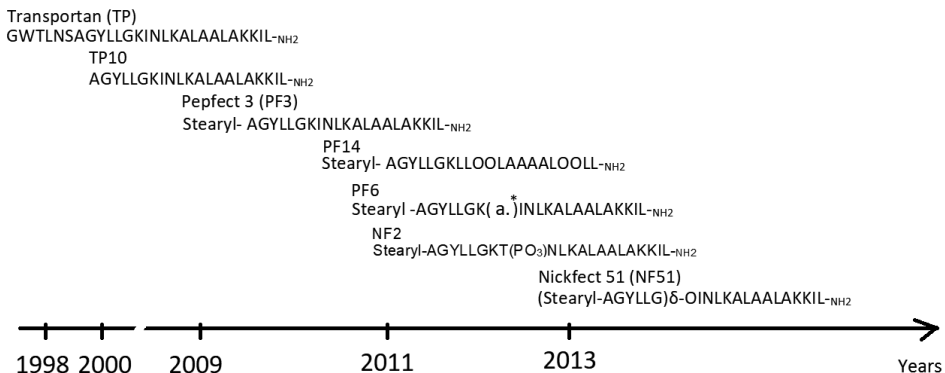 Transportan (TP)
GWTLNSAGYLLGKINLKALAALAKKIL-NH2
TP10
AGYLLGKINLKALAALAKKIL-NH2
Pepfect 3 (PF3)
Stearyl- AGYLLGKINLKALAALAKKIL-NH2
PF14
Stearyl- AGYLLGKLLOOLAAAALOOLL-NH2
PF6
Stearyl -AGYLLGK( a.*)INLKALAALAKKIL-NH2
NF2
Stearyl-AGYLLGKT(PO3)NLKALAALAKKIL-NH2
Nickfect 51 (NF51)
(Stearyl-AGYLLG)δ-OINLKALAALAKKIL-NH2
1998 2000 2009 2011 2013 Years